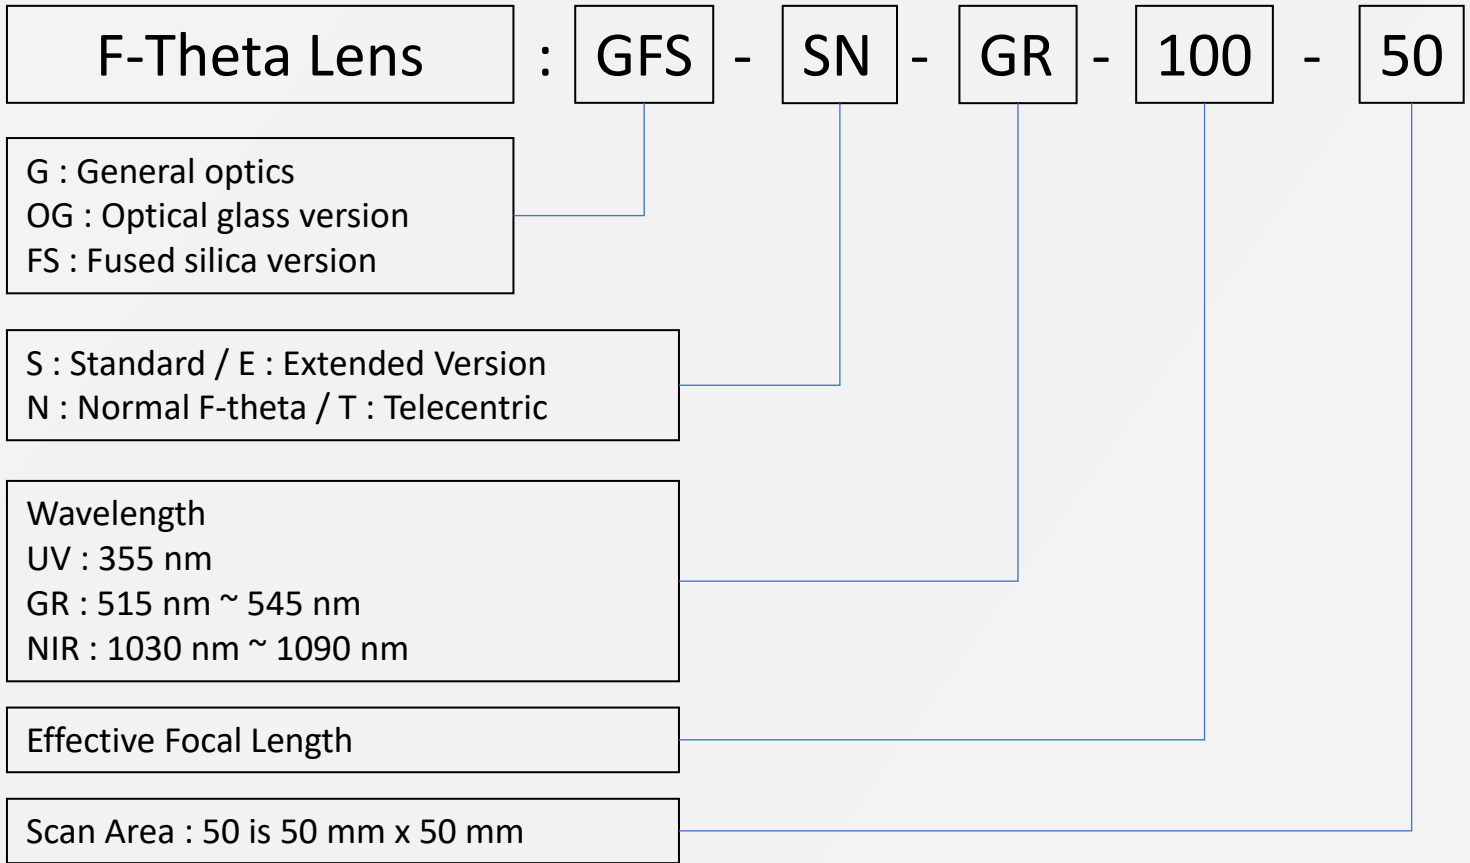 F-Theta Lens : GFS - SN - GR - 100 - 50
G : General optics
OG : Optical glass version
FS : Fused silica version
S : Standard / E : Extended Version
N : Normal F-theta / T : Telecentric
Wavelength
UV : 355 nm
GR : 515 nm ~ 545 nm
NIR : 1030 nm ~ 1090 nm
Effective Focal Length
Scan Area : 50 is 50 mm x 50 mm